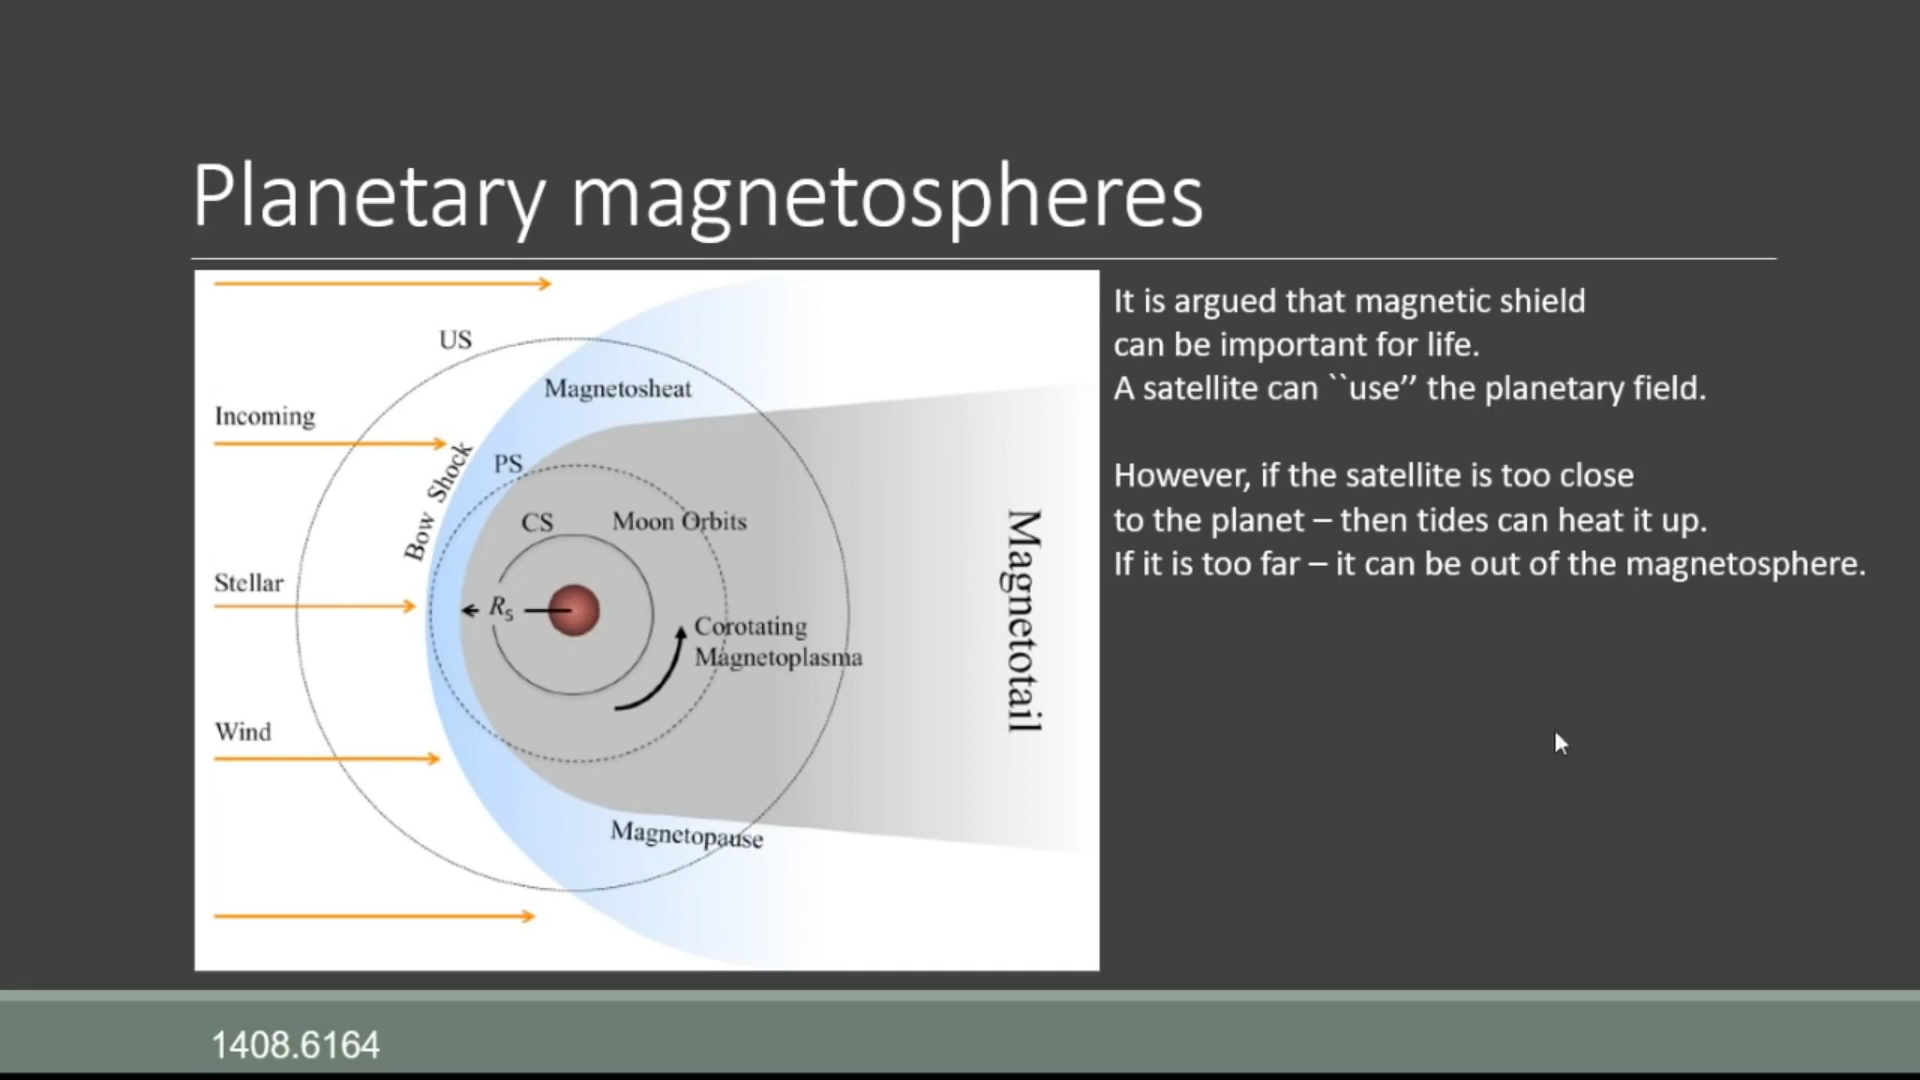 Planetary magnetospheres
US
Magnetosheat
Incoming
Bow Shock
PS
CS
Moon Orbits
Stellar
Rs
Corotating
Magnetoplasma
Magnetotail
Wind
Magnetopause
It is argued that magnetic shield
can be important for life.
A satellite can ``use’’ the planetary field.
However, if the satellite is too close
to the planet – then tides can heat it up.
If it is too far – it can be out of the magnetosphere.
1408.6164